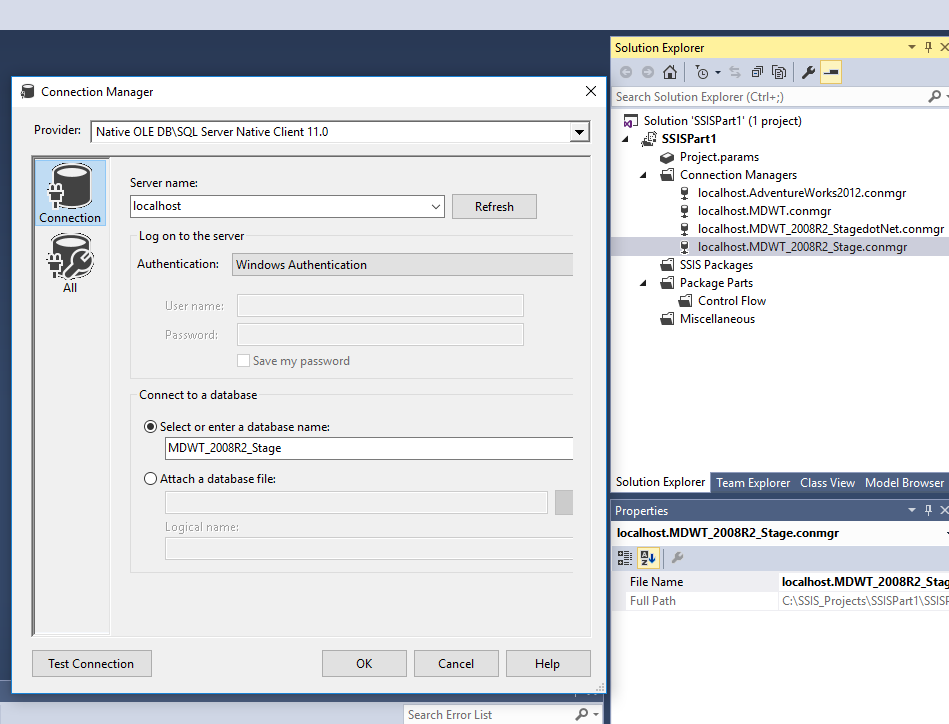 Connection Manager
Provider: Native OLE DB\SQL Server Native Client 11.0
Connection
All
Server name:
localhost
Refresh
Log on to the server
Authentication: Windows Authentication
User name:
Password:
Save my password
Connect to a database
Select or enter a database name:
MDWT_2008R2_Stage
Attach a database file:
Logical name:
Test Connection OK Cancel Help
Search Error List
Solution Explorer
Search Solution Explorer (Ctrl+;)
Solution 'SSISPart1' (1 project)
SSISPart1
Project.params
Connection Managers
localhost.AdventureWorks2012.conmgr
localhost.MDWT.conmgr
localhost.MDWT_2008R2_StagedotNet.conmgr
localhost.MDWT_2008R2_Stage.conmgr
SSIS Packages
Package Parts
Control Flow
Miscellaneous
Solution Explorer Team Explorer Class View Model Browser
Properties
localhost.MDWT_2008R2_Stage.conmgr
File Name localhost.MDWT_2008R2_Stag
Full Path C:\SSIS_Projects\SSISPart1\SSISP